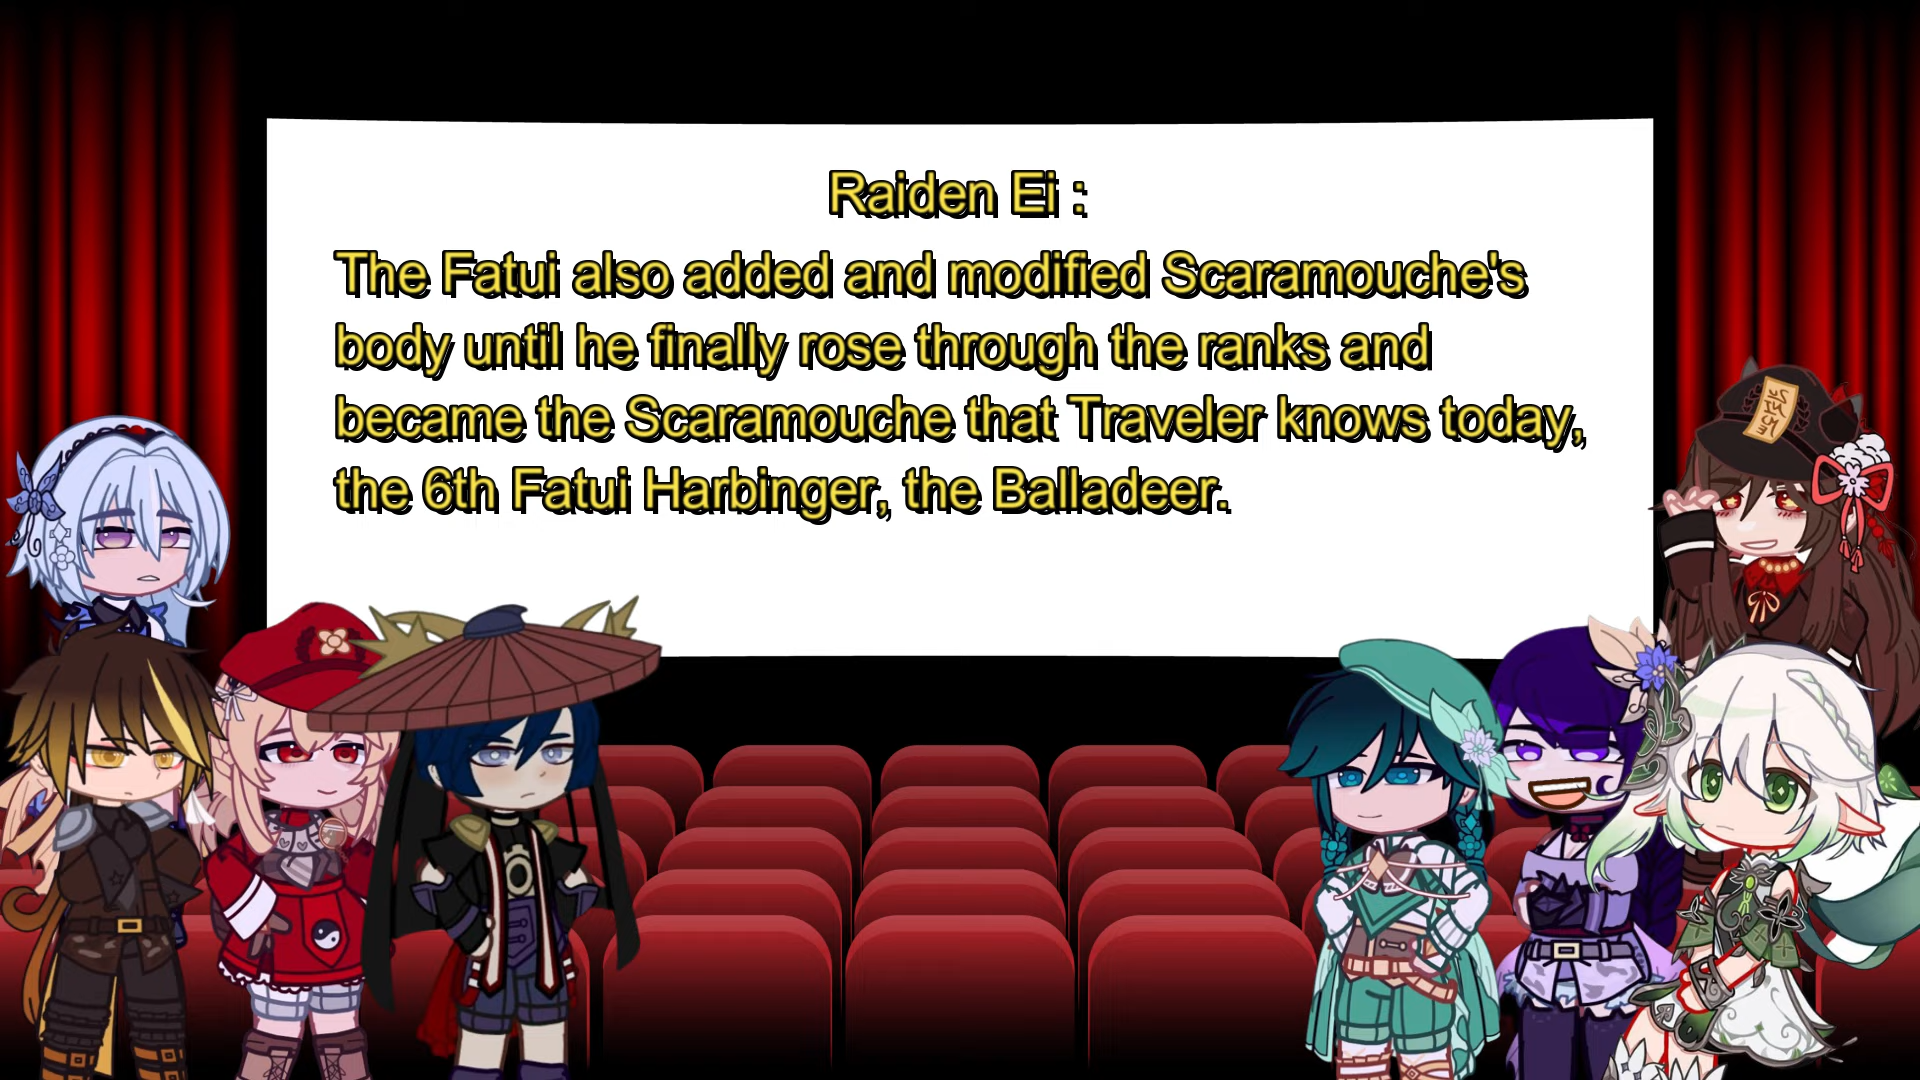 Raiden Ei :
The Fatui also added and modified Scaramouche's
body until he finally rose through the ranks and
became the Scaramouche that Traveler knows today,
the 6th Fatui Harbinger, the Balladeer.